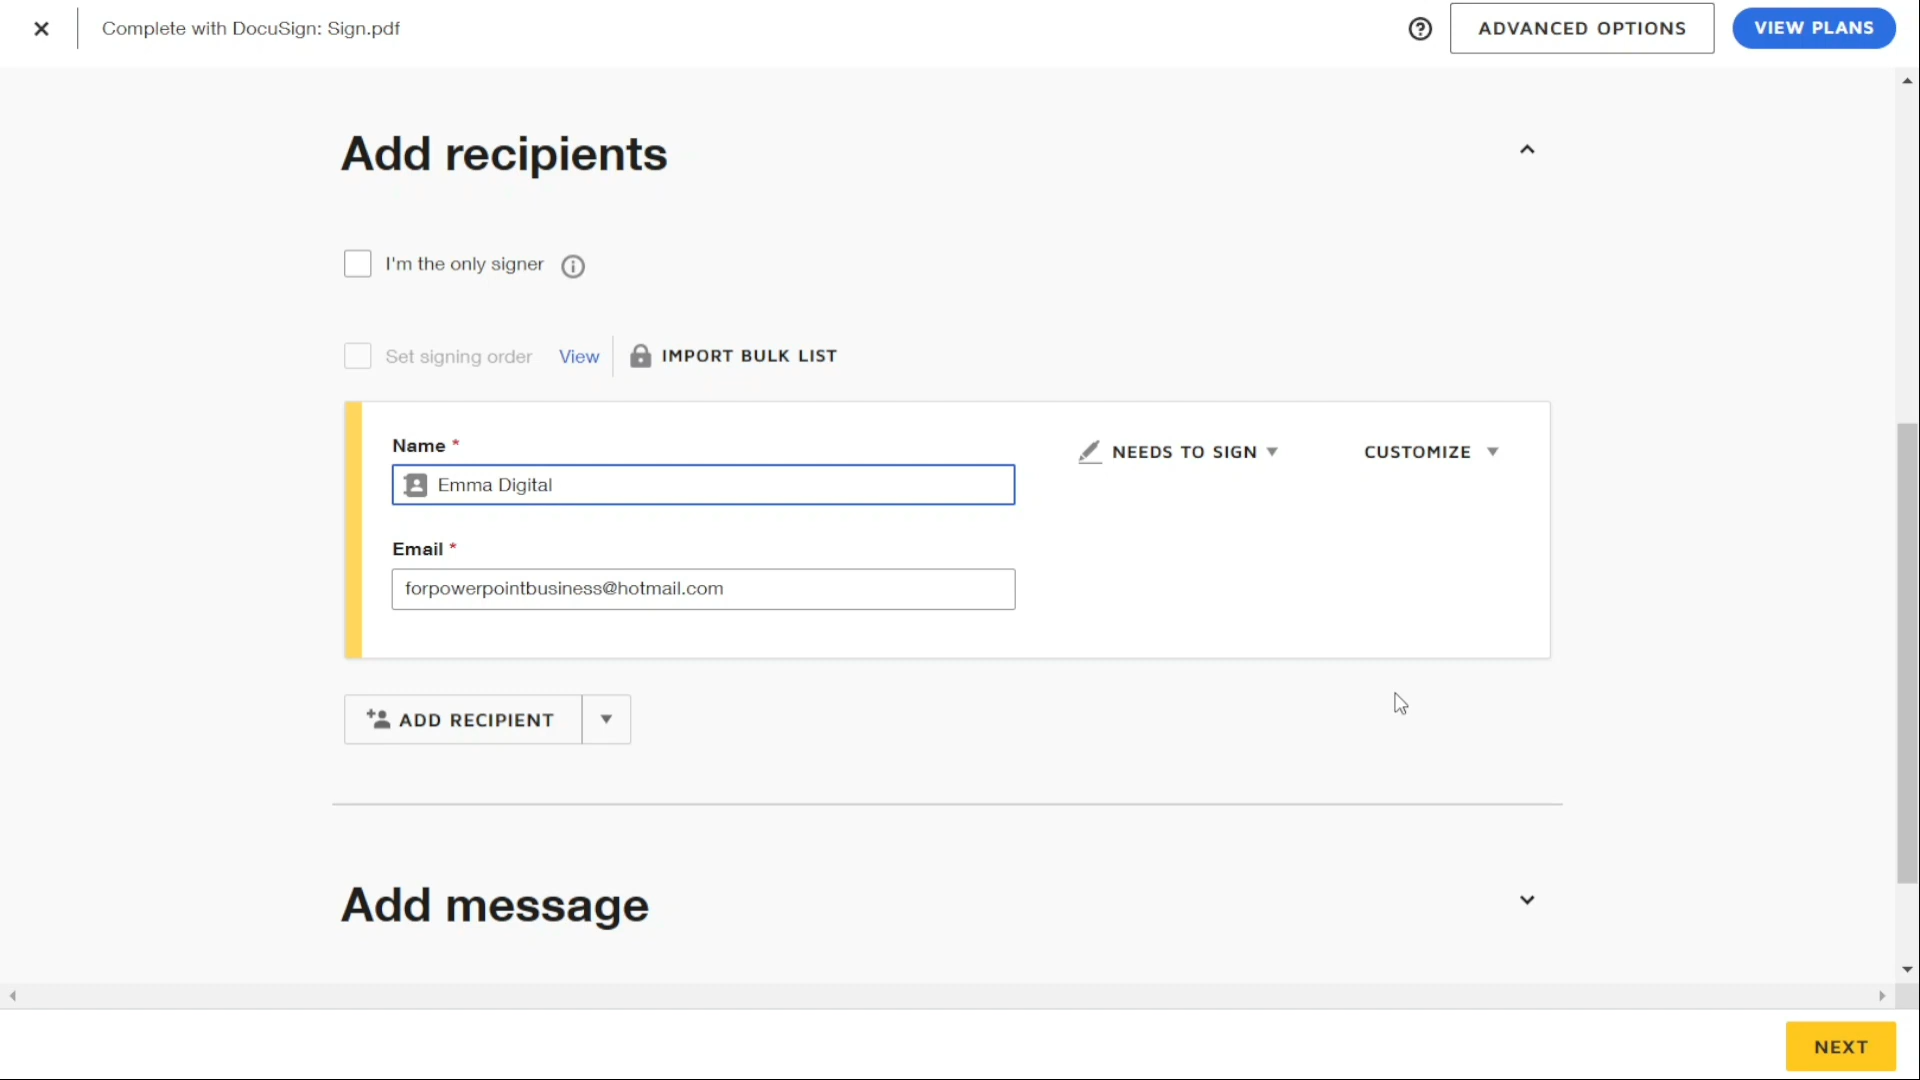 Complete with DocuSign: Sign.pdf
ADVANCED OPTIONS
VIEW PLANS
Add recipients
I'm the only signer
Set signing order View IMPORT BULK LIST
Name *
NEEDS TO SIGN
CUSTOMIZE
Emma Digital
Email *
forpowerpointbusiness@hotmail.com
ADD RECIPIENT
Add message
NEXT